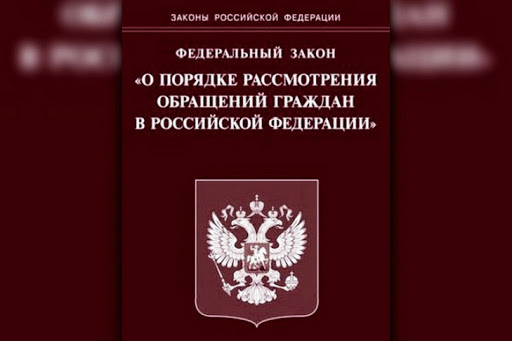 ЗАКОНЫ РОССИЙСКОЙ ФЕДЕРАЦИИ
ФЕДЕРАЛЬНЫЙ ЗАКОН
«О ПОРЯДКЕ РАССМОТРЕНИЯ
ОБРАЩЕНИЙ ГРАЖДАН
В РОССИЙСКОЙ ФЕДЕРАЦИИ»